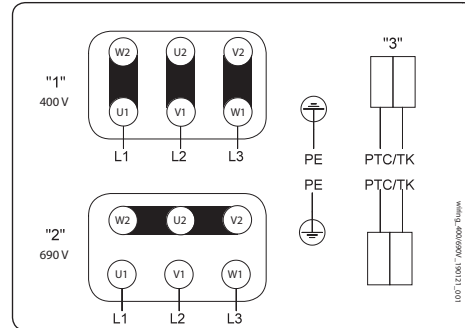 "3"
W2 U2 V2
"1"
400 V
U1 V1 W1
L1 L2 L3
PE PTC/TK
PE PTC/TK
W2 U2 V2
"2"
690 V
U1 V1 W1
L1 L2 L3
wiring_400/690V_190121_001